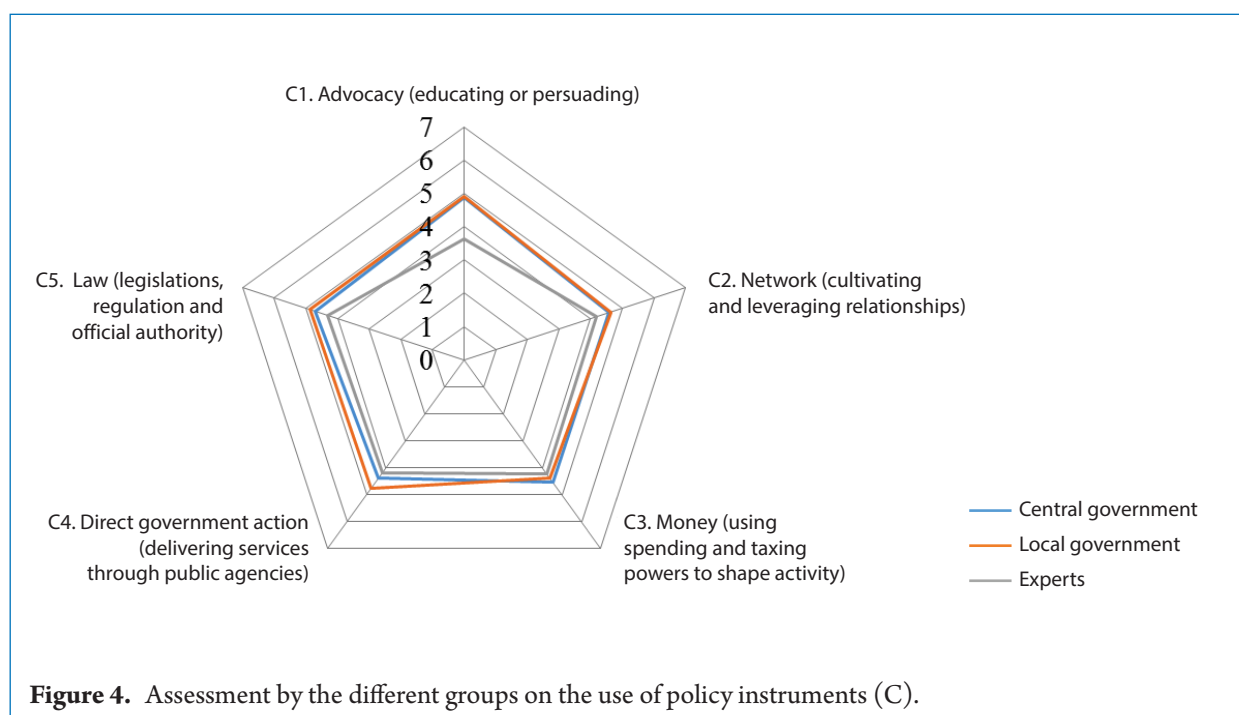 C1. Advocacy (educating or persuading)
7
6
5
4
3
2
1
0
C2. Network (cultivating
and leveraging relationships)
C3. Money (using
spending and taxing
powers to shape activity)
C4. Direct government action
(delivering services
through public agencies)
C5. Law (legislations,
regulation and
official authority)
Central government
Local government
Experts
Figure 4. Assessment by the different groups on the use of policy instruments (C).